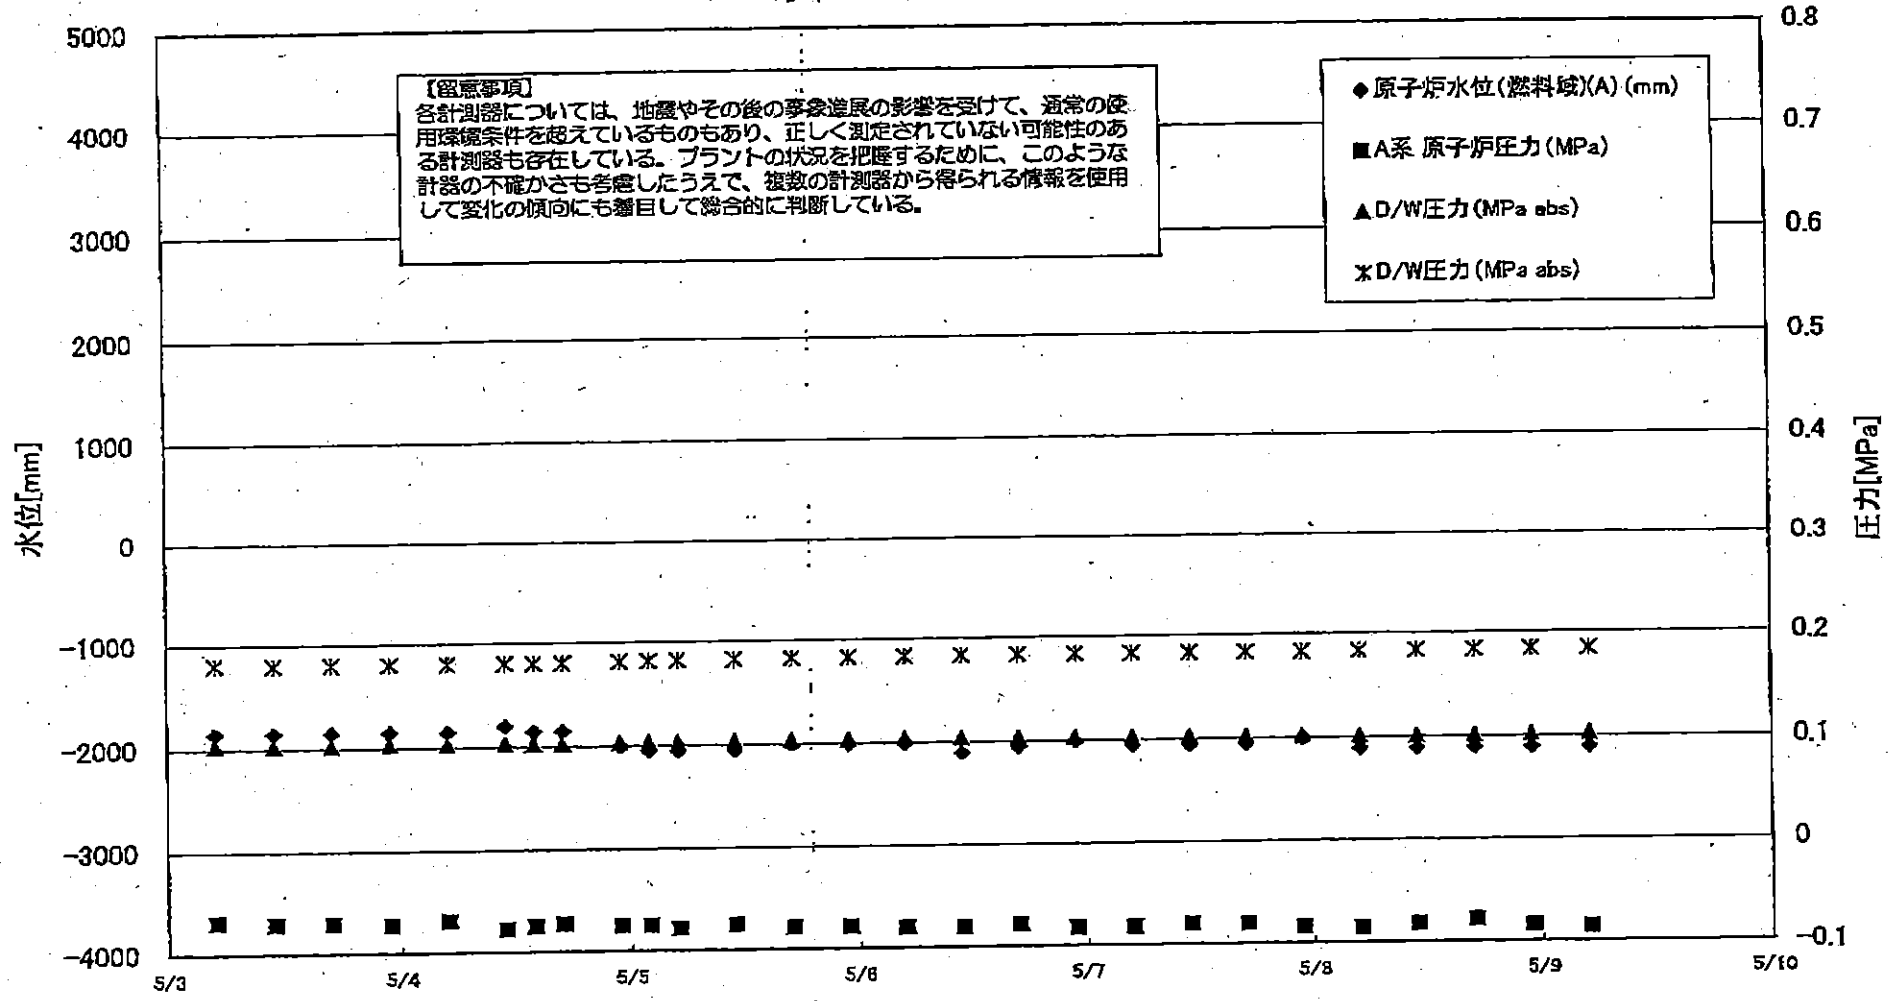 5000
4000
3000
2000
1000
0
-1000
-2000
-3000
-4000
水位[mm]
【留意事項】
各計測器については、地震やその後の事象進展の影響を受けて、通常の使
用環境条件を超えているものもあり、正しく測定されていない可能性のあ
る計測器も存在している。プラントの状況を把握するために、このような
計器の不確かさも考慮したうえで、複数の計測器から得られる情報を使用
して変化の傾向にも着目して総合的に判断している。
◆原子炉水位(燃料域)(A) (mm)
■A系 原子炉圧力(MPa)
▲D/W圧力(MPa abs)
D/W圧力(MPa abs)
0.8
0.7
0.6
0.5
0.4
0.3
0.2
0.1
0
-0.1
圧力[MPa]
5/3
5/4
5/5
5/6
5/7
5/8
5/9
5/10